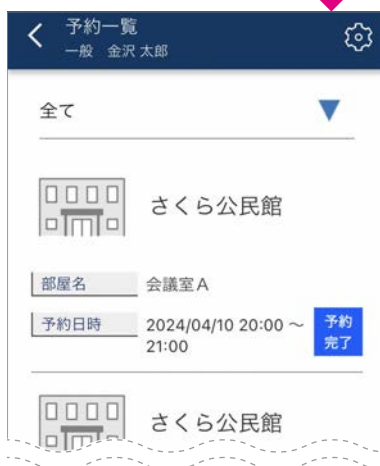 予約一覧
一般 金沢 太郎
全て
さくら公民館
部屋名 会議室A
予約日時 2024/04/10 20:00 ~ 21:00
予約完了
さくら公民館